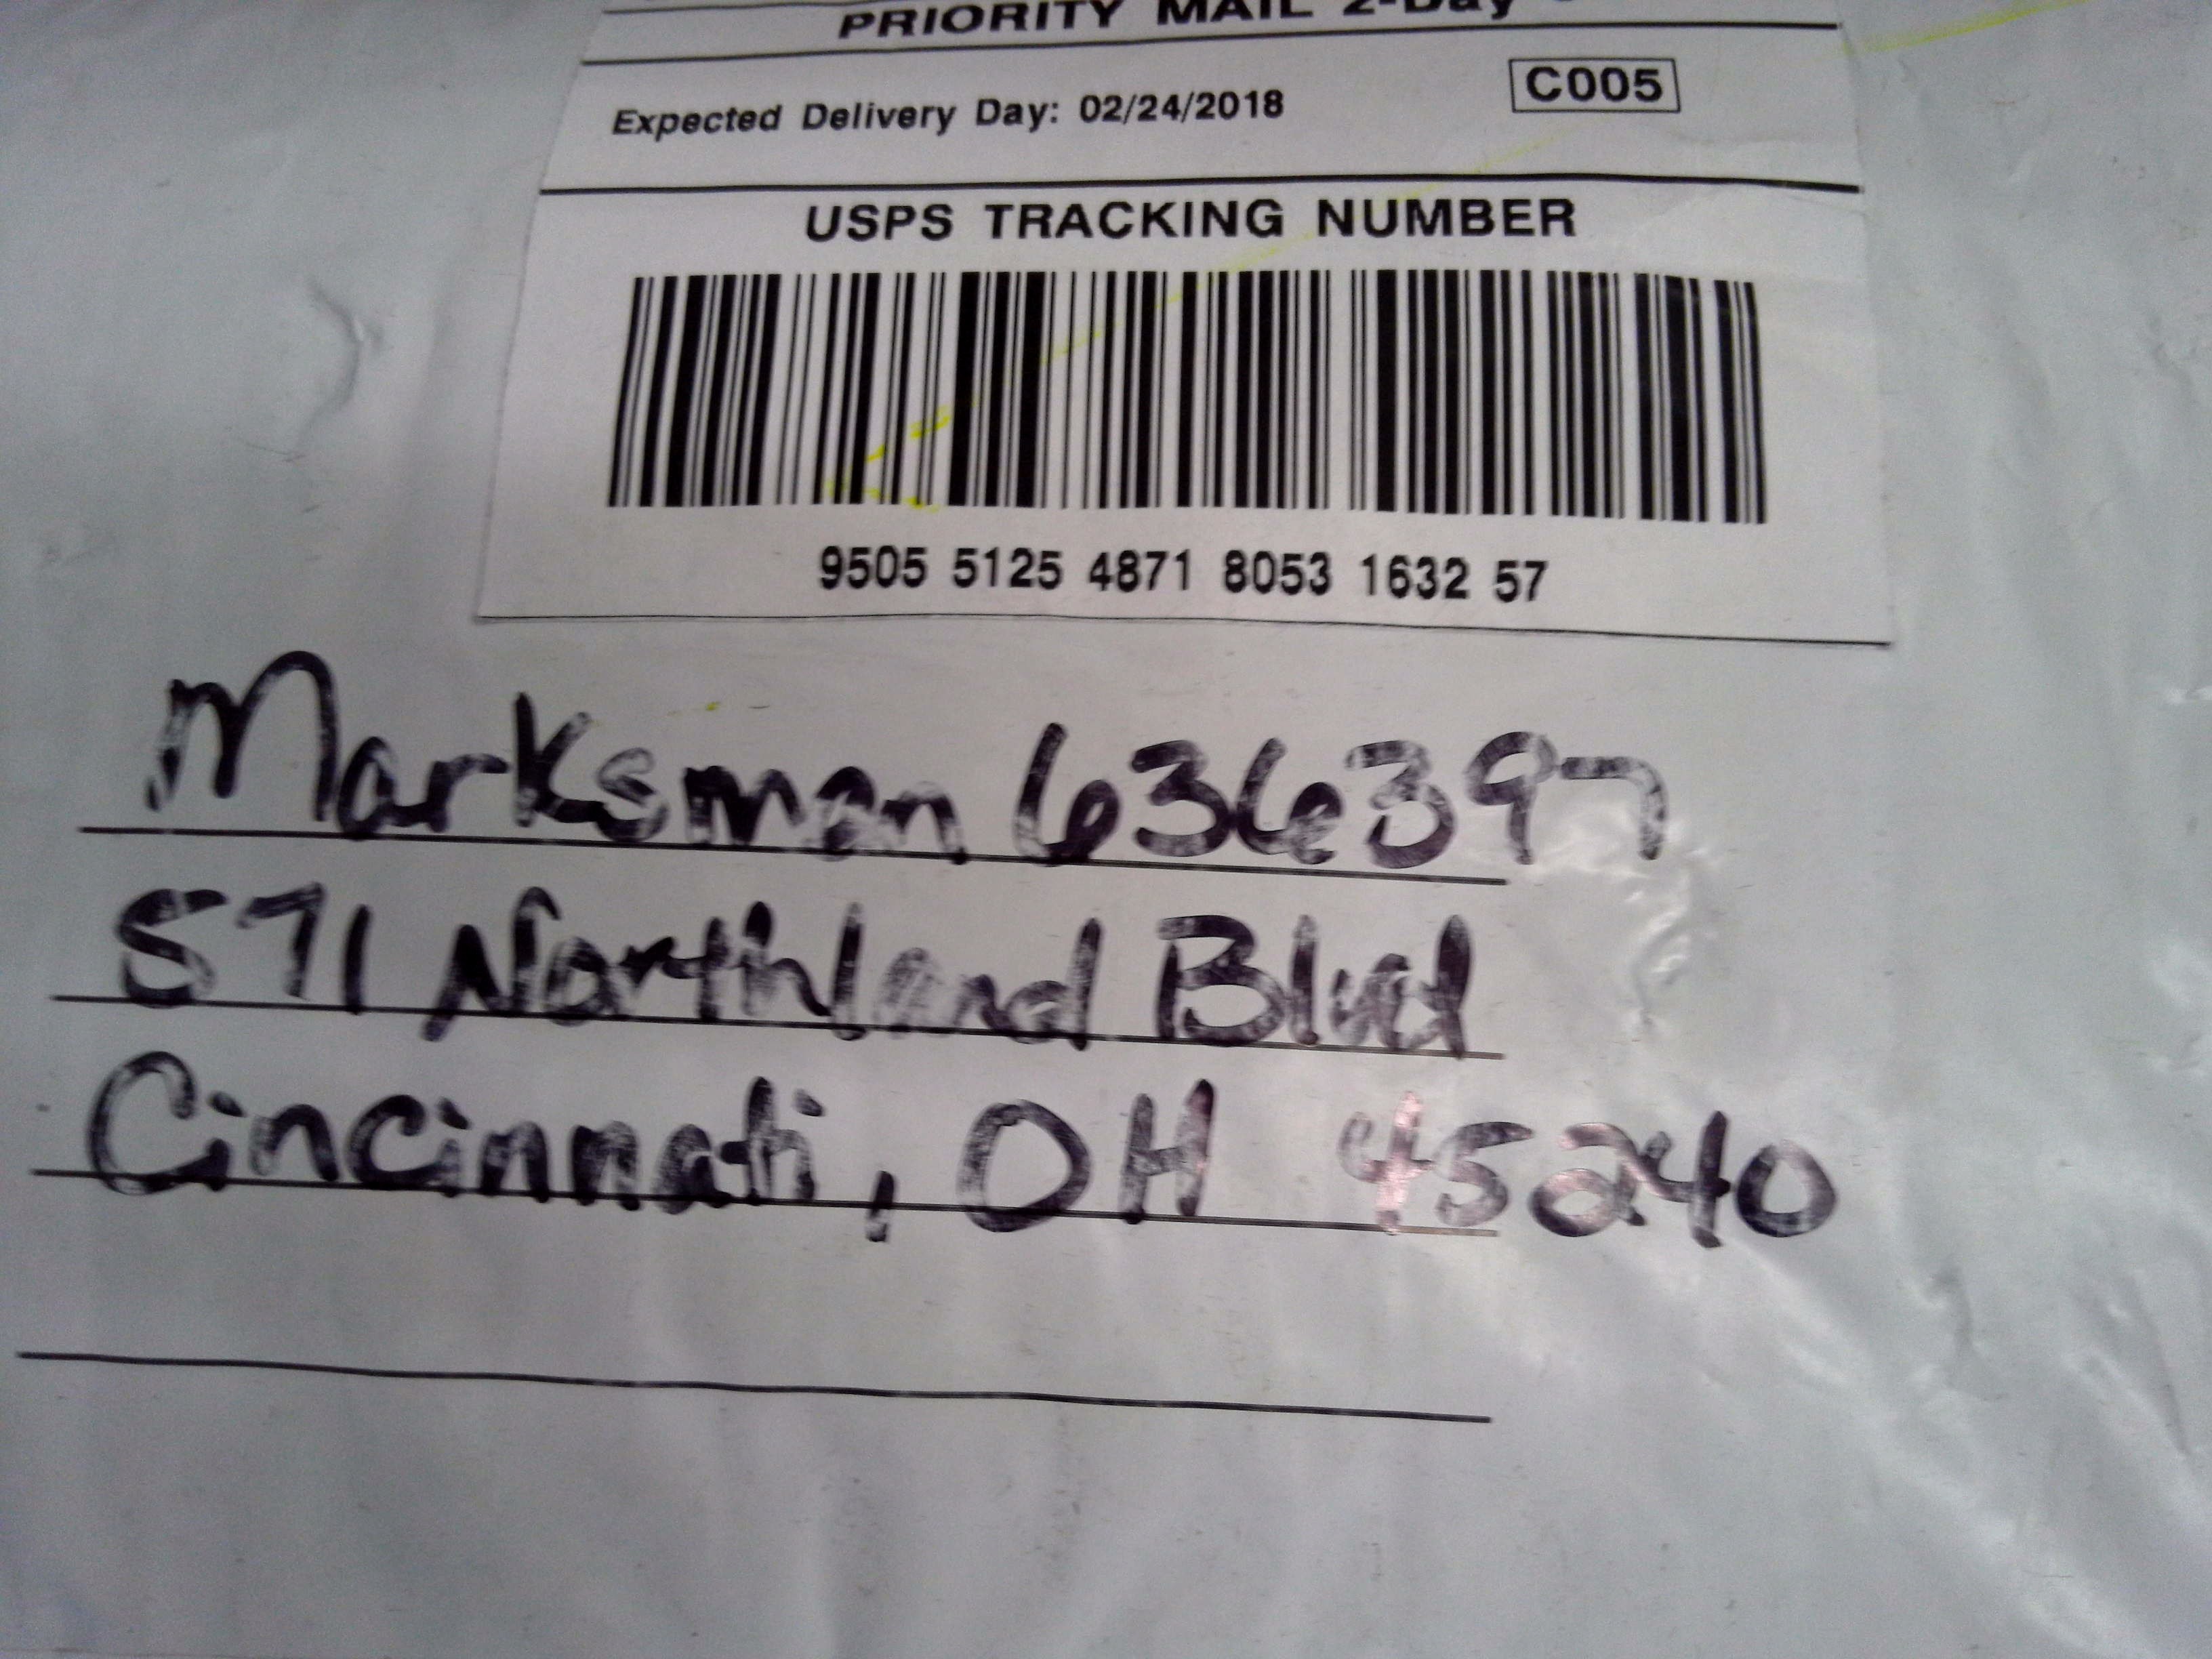 PRIORITY MAIL 2-Day
Expected Delivery Day: 02/24/2018
C005
USPS TRACKING NUMBER
9505 5125 4871 8053 1632 57
Marksman 636397
571 Northland Blvd
Cincinnati, OH 45240